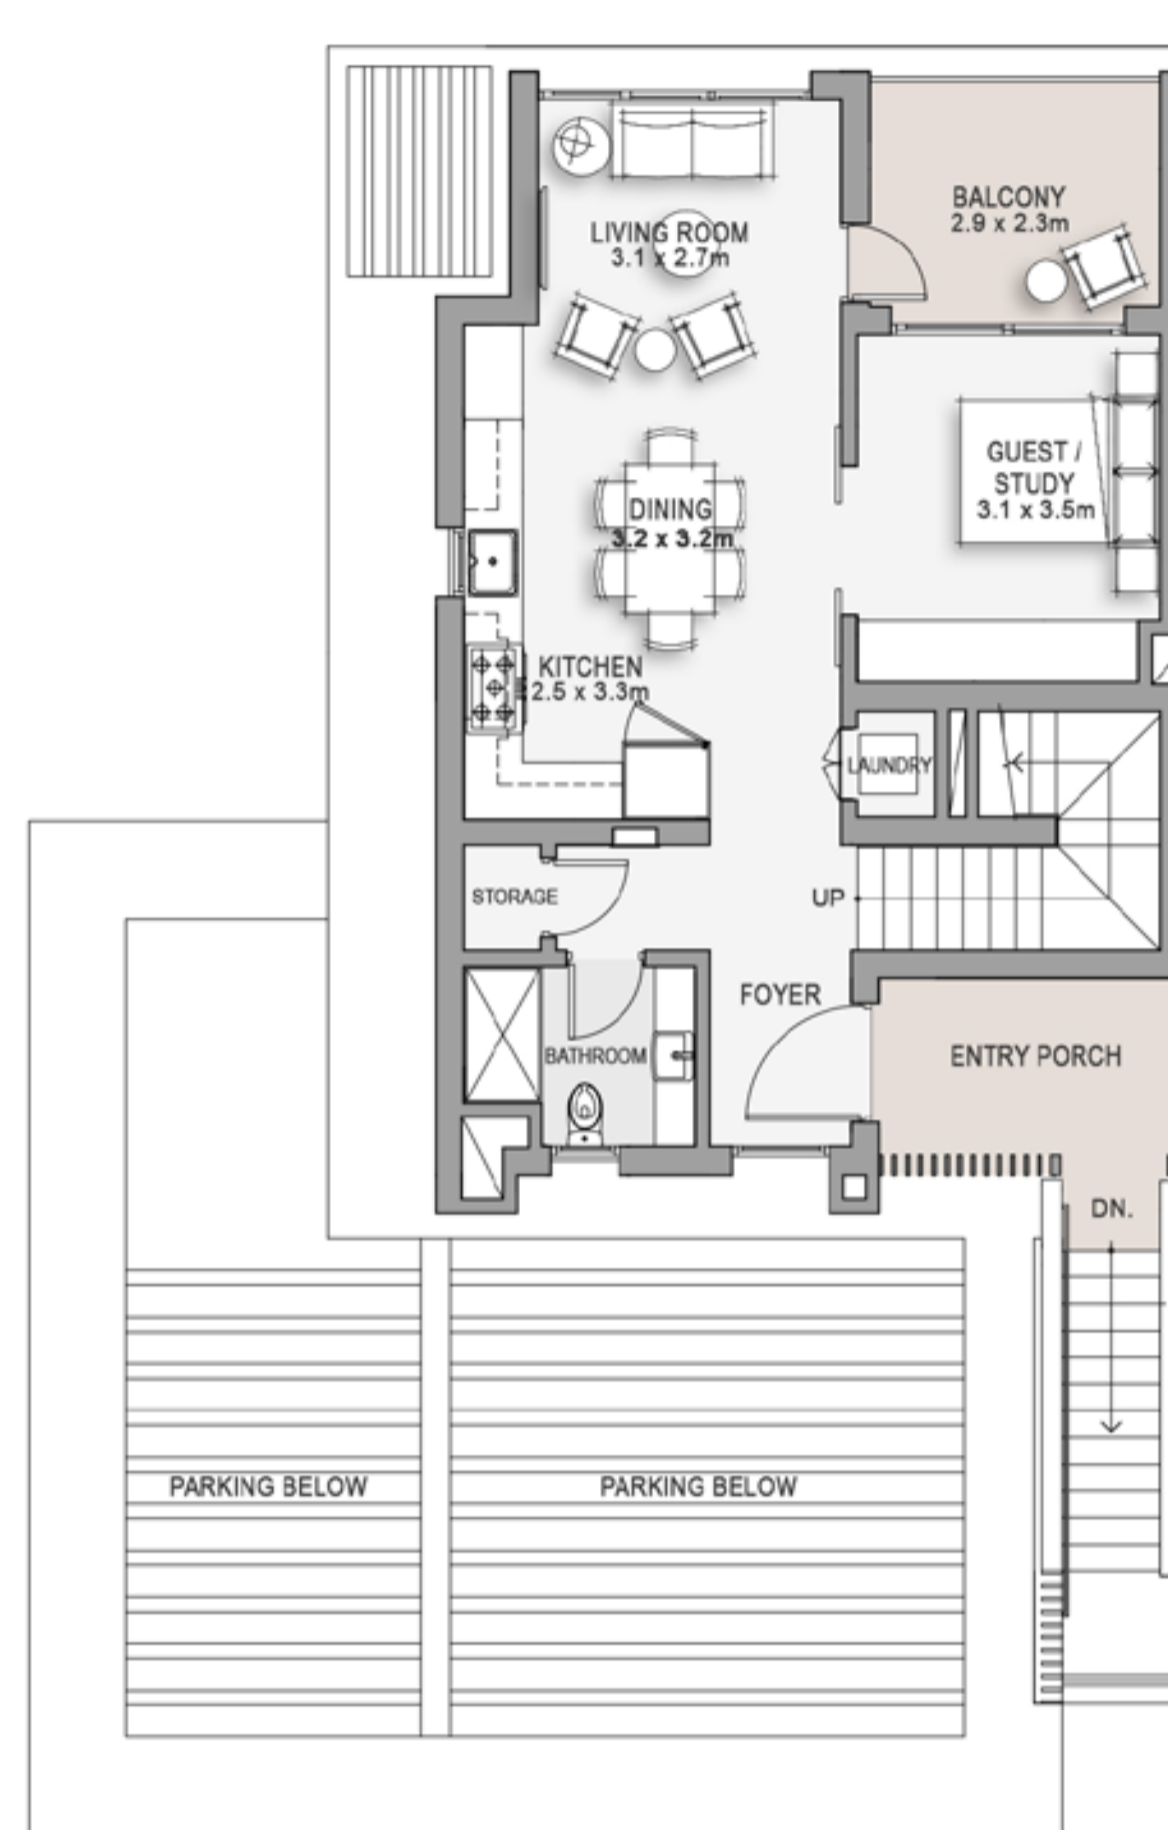 BALCONY
2.9 x 2.3m
LIVING ROOM
3.1 x 2.7m
GUEST /
STUDY
3.1 x 3.5m
DINING
3.2 x 3.2m
KITCHEN
2.5 x 3.3m
LAUNDRY
STORAGE
UP
FOYER
BATHROOM
ENTRY PORCH
DN.
PARKING BELOW
PARKING BELOW